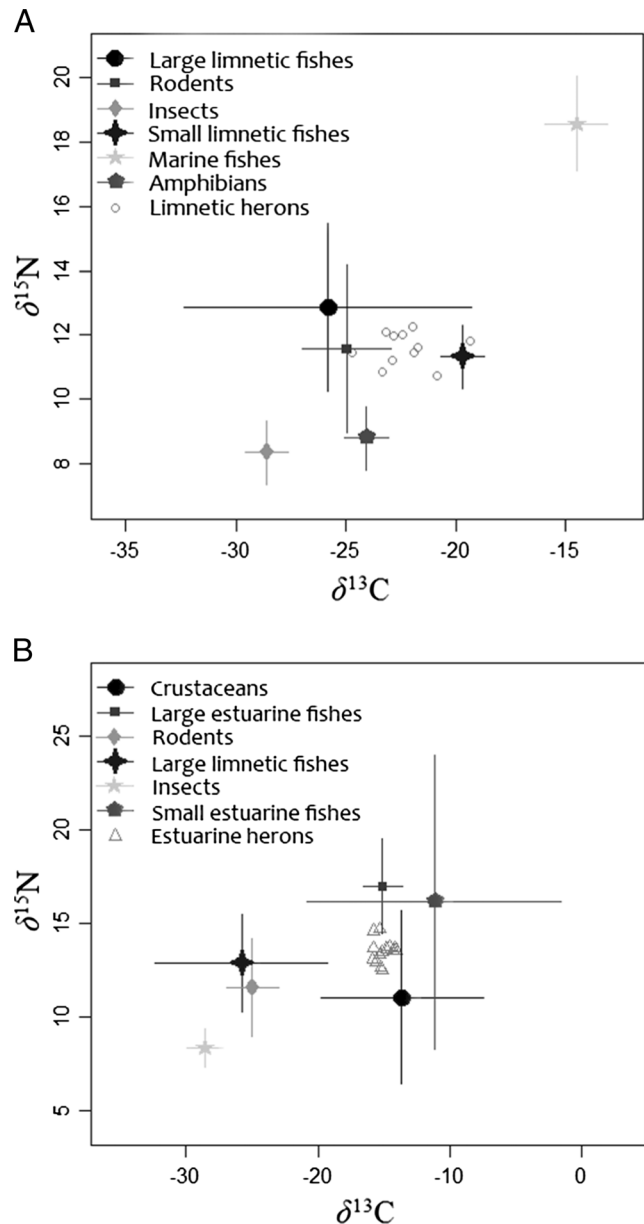 A
Large limnetic fishes
Rodents
Insects
Small limnetic fishes
Marine fishes
Amphibians
Limnetic herons
20
18
16
14
12
10
8
δ15N
-35 -30 -25 -20 -15
δ13C
B
Crustaceans
Large estuarine fishes
Rodents
Large limnetic fishes
Insects
Small estuarine fishes
Estuarine herons
25
20
15
10
5
δ15N
-30 -20 -10 0
δ13C